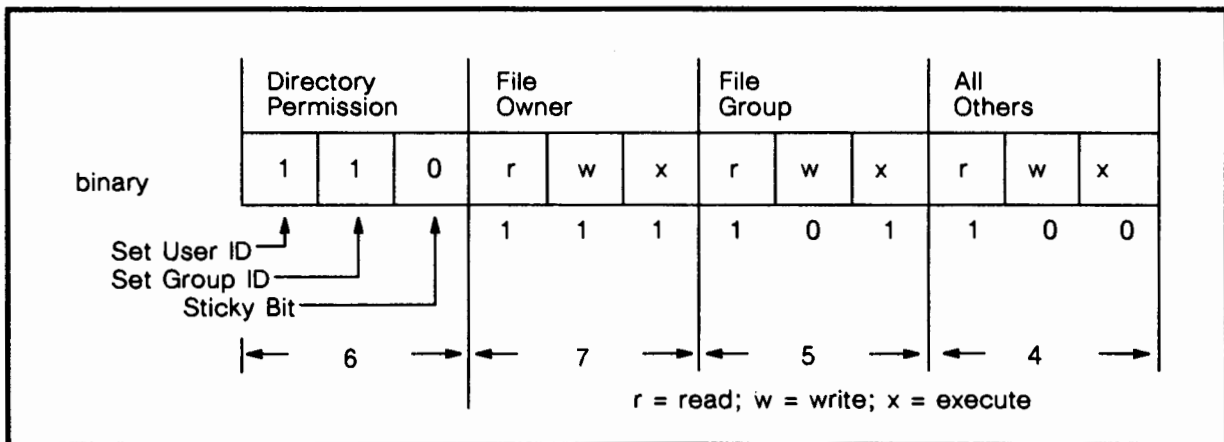 Directory Permission
File Owner
File Group
All Others
binary
1 1 0 r w x r w x r w x
1 1 1 1 0 1 1 0 0
Set User ID
Set Group ID
Sticky Bit
6 7 5 4
r = read; w = write; x = execute